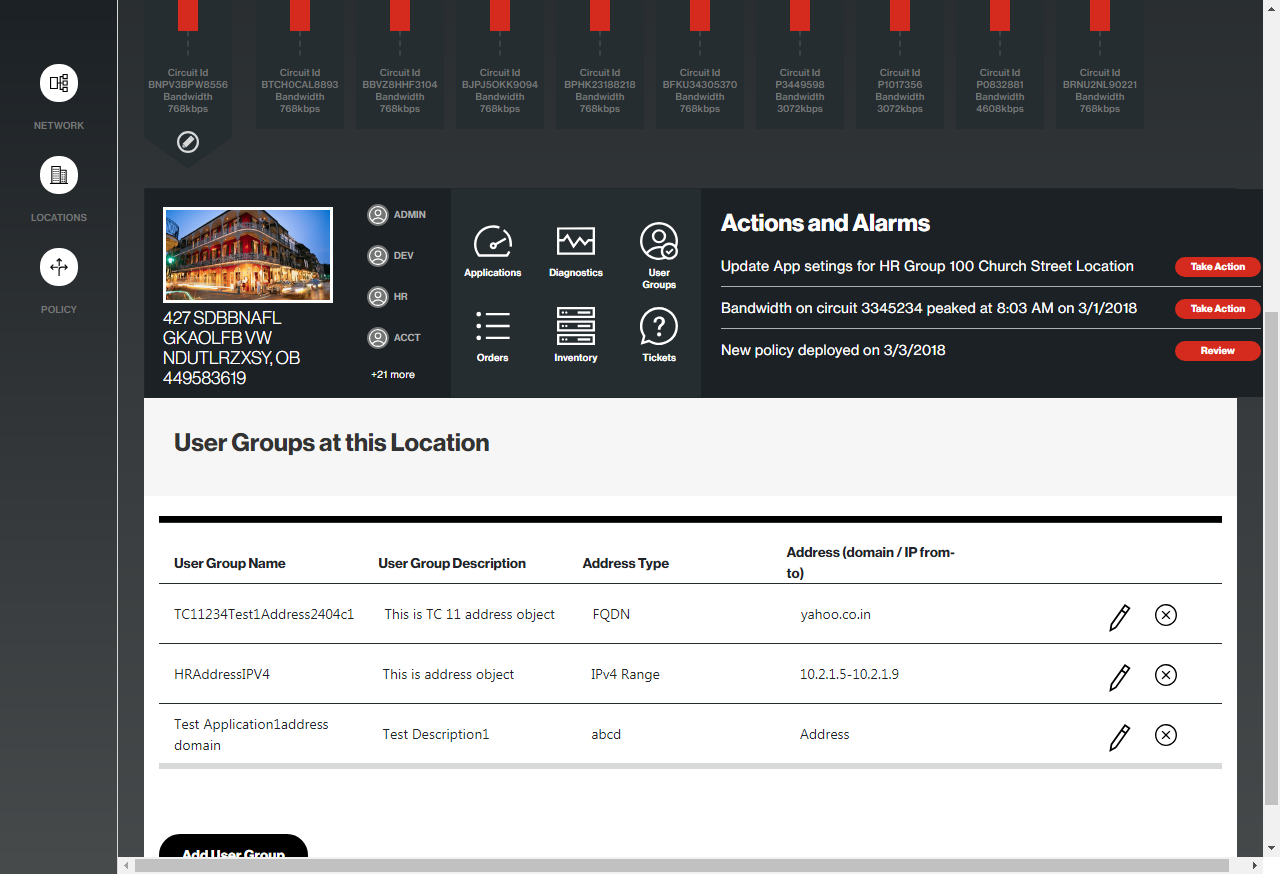 NETWORK
LOCATIONS
POLICY
Circuit Id
BNPV3BPW8556
Bandwidth
768kbps
Circuit Id
BTCH0CAL8893
Bandwidth
768kbps
Circuit Id
BBVZ8HHF3104
Bandwidth
768kbps
Circuit Id
BJPJ5OKK9094
Bandwidth
768kbps
Circuit Id
BPHK23188218
Bandwidth
768kbps
Circuit Id
BFKU34305370
Bandwidth
768kbps
Circuit Id
P3449598
Bandwidth
3072kbps
Circuit Id
P1017356
Bandwidth
3072kbps
Circuit Id
P0832881
Bandwidth
4608kbps
Circuit Id
BRNU2NL90221
Bandwidth
768kbps
427 SDBBNAFL
GKAOLFB VW
NDUTLRZXSY, OB
449583619
ADMIN
DEV
HR
ACCT
+21 more
Applications
Diagnostics
User
Groups
Orders
Inventory
Tickets
Actions and Alarms
Update App setings for HR Group 100 Church Street Location
Take Action
Bandwidth on circuit 3345234 peaked at 8:03 AM on 3/1/2018
Take Action
New policy deployed on 3/3/2018
Review
User Groups at this Location
User Group Name
User Group Description
Address Type
Address (domain / IP from-
to)
TC11234Test1Address2404c1
This is TC 11 address object
FQDN
yahoo.co.in
HRAddressIPV4
This is address object
IPv4 Range
10.2.1.5-10.2.1.9
Test Application1address
domain
Test Description1
abcd
Address
Add User Group